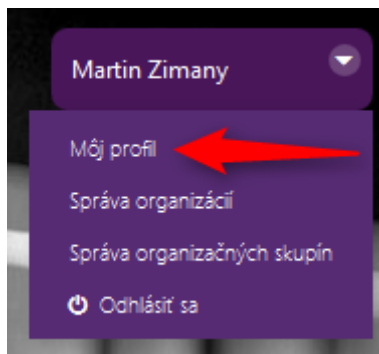 Martin Zimany
Môj profil
Správa organizácií
Správa organizačných skupín
Odhlásiť sa